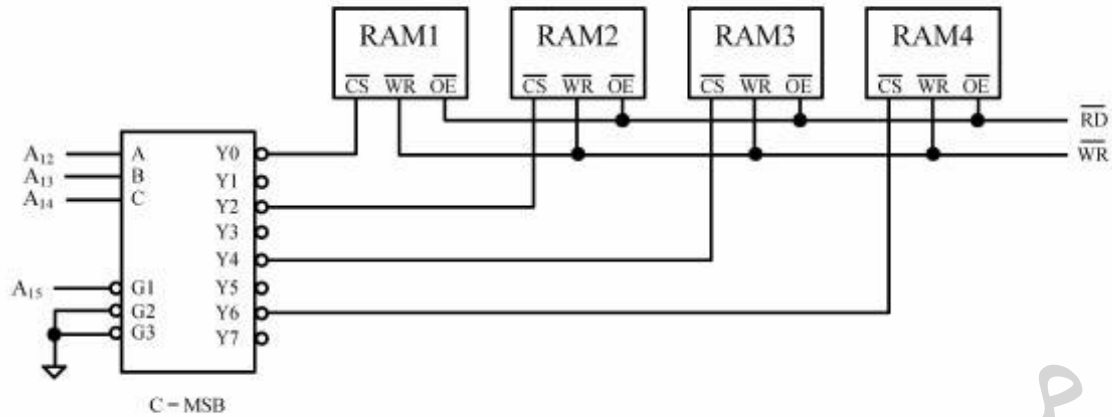 RAM1
CS WR OE
RAM2
CS WR OE
RAM3
CS WR OE
RAM4
CS WR OE
RD
WR
A12
A13
A14
A15
A
B
C
G1
G2
G3
Y0
Y1
Y2
Y3
Y4
Y5
Y6
Y7
C = MSB